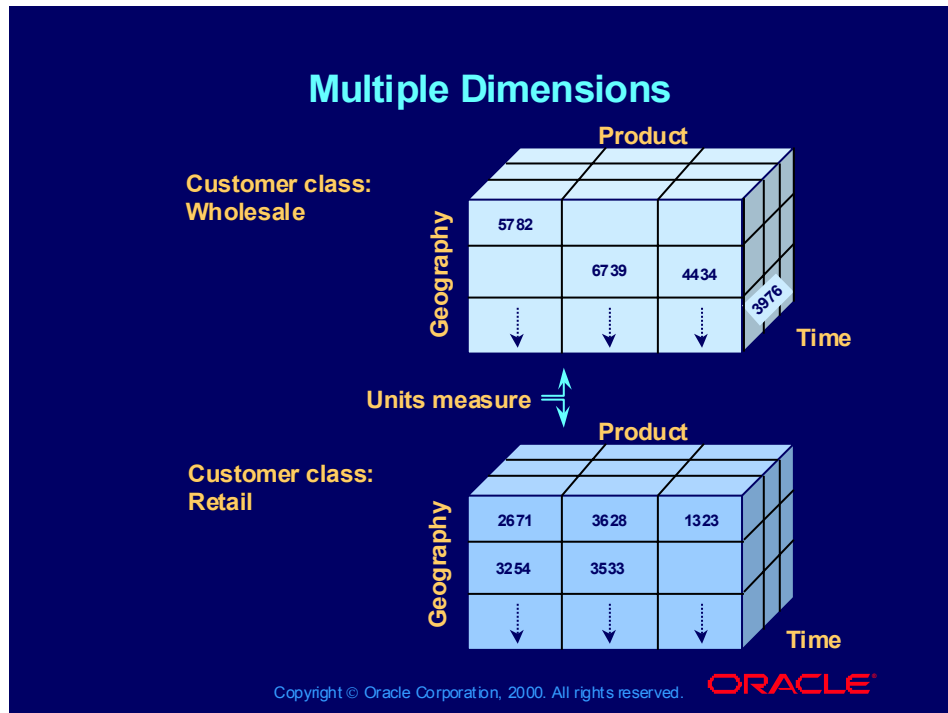 Multiple Dimensions
Product
Customer class:
Wholesale
Geography
5782
6739 4434
3976
Time
Units measure
Product
Customer class:
Retail
Geography
2671 3628 1323
3254 3533
Time
Copyright © Oracle Corporation, 2000. All rights reserved.
ORACLE®